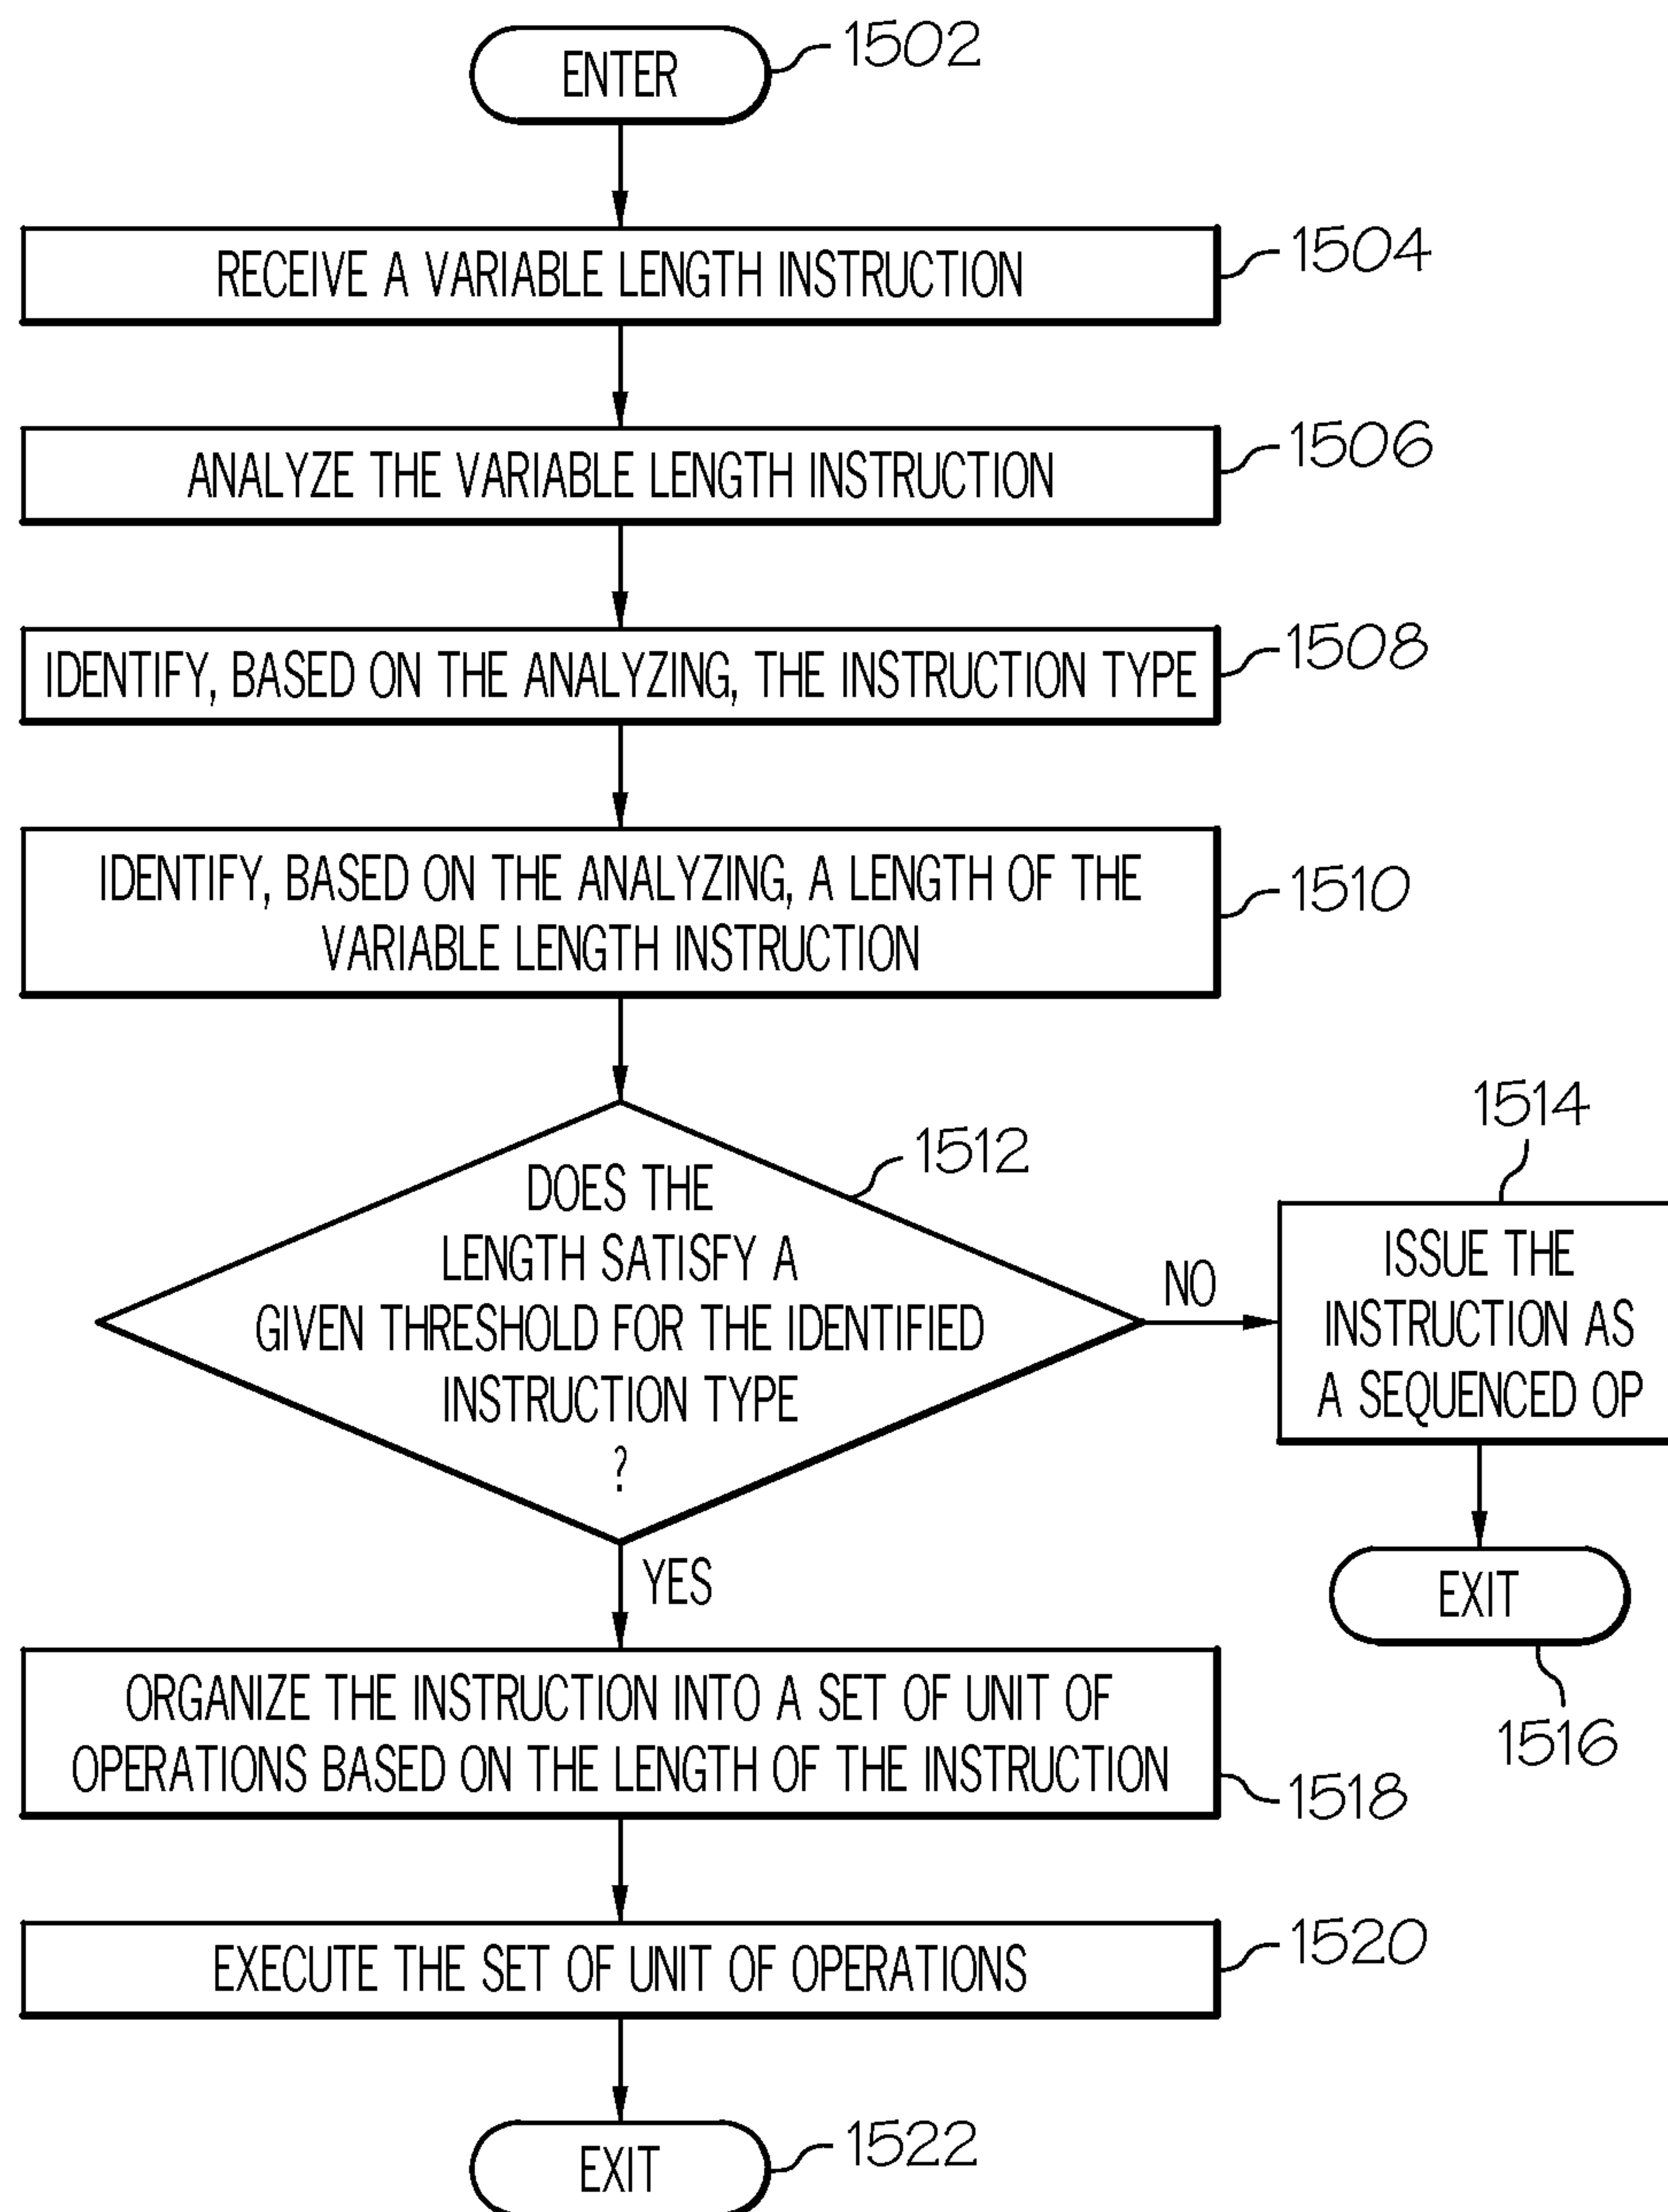 ENTER
1502
RECEIVE A VARIABLE LENGTH INSTRUCTION
1504
ANALYZE THE VARIABLE LENGTH INSTRUCTION
1506
IDENTIFY, BASED ON THE ANALYZING, THE INSTRUCTION TYPE
1508
IDENTIFY, BASED ON THE ANALYZING, A LENGTH OF THE
VARIABLE LENGTH INSTRUCTION
1510
DOES THE
LENGTH SATISFY A
GIVEN THRESHOLD FOR THE IDENTIFIED
INSTRUCTION TYPE
?
1512
NO
1514
ISSUE THE
INSTRUCTION AS
A SEQUENCED OP
EXIT
1516
YES
ORGANIZE THE INSTRUCTION INTO A SET OF UNIT OF
OPERATIONS BASED ON THE LENGTH OF THE INSTRUCTION
1518
EXECUTE THE SET OF UNIT OF OPERATIONS
1520
EXIT
1522